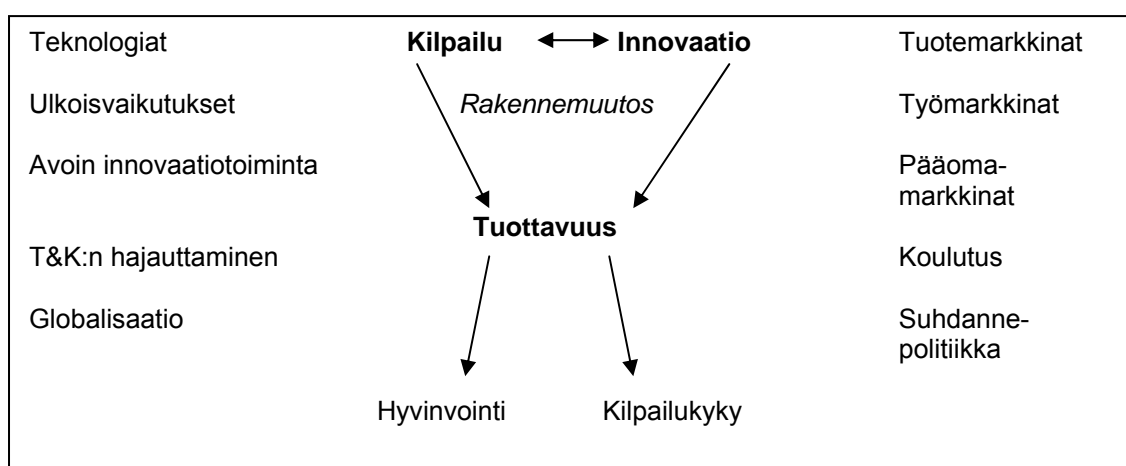 Teknologiat
Kilpailu
Innovaatio
Tuotemarkkinat
Ulkoisvaikutukset
Rakennemuutos
Työmarkkinat
Avoin innovaatiotoiminta
Pääoma-
markkinat
Tuottavuus
T&K:n hajauttaminen
Koulutus
Globalisaatio
Suhdanne-
politiikka
Hyvinvointi
Kilpailukyky